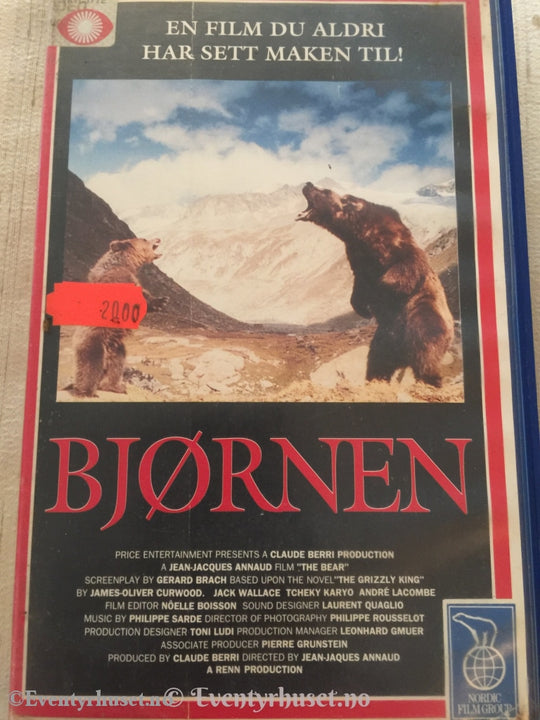 EN FILM DU ALDRI
HAR SETT MAKEN TIL!
20.00
BJØRNEN
PRICE ENTERTAINMENT PRESENTS A CLAUDE BERRI PRODUCTION
A JEAN-JACQUES ANNAUD FILM "THE BEAR"
SCREENPLAY BY GERARD BRACH BASED UPON THE NOVEL "THE GRIZZLY KING"
BY JAMES-OLIVER CURWOOD. JACK WALLACE TCHEKY KARYO ANDRÉ LACOMBE
FILM EDITOR NÔELLE BOISSON SOUND DESIGNER LAURENT QUAGLIO
MUSIC BY PHILIPPE SARDE DIRECTOR OF PHOTOGRAPHY PHILIPPE ROUSSELOT
PRODUCTION DESIGNER TONI LUDI PRODUCTION MANAGER LEONHARD GMUER
ASSOCIATE PRODUCER PIERRE GRUNSTEIN
PRODUCED BY CLAUDE BERRI DIRECTED BY JEAN-JAQUES ANNAUD
A RENN PRODUCTION
NORDIC
FILM GROUP
©Eventyrhuset.no ©Eventyrhuset.no